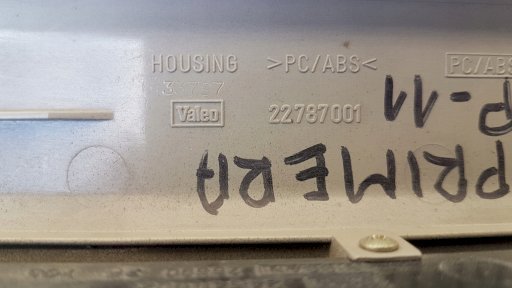 HOUSING >PC/ABS< PC/ABS
Valeo 22787001
P-11
PRIMERA